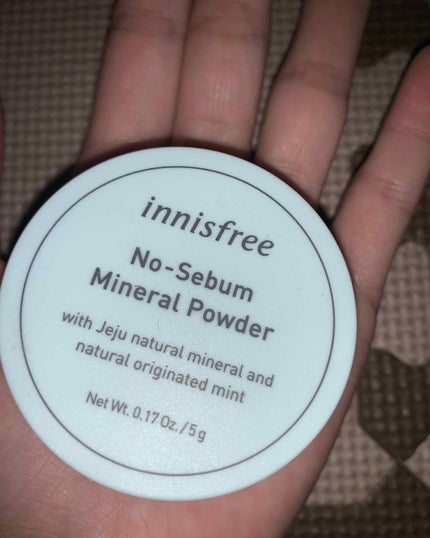 innisfree
No-Sebum
Mineral Powder
with Jeju natural mineral and
natural originated mint
Net Wt. 0.17 Oz. / 5g